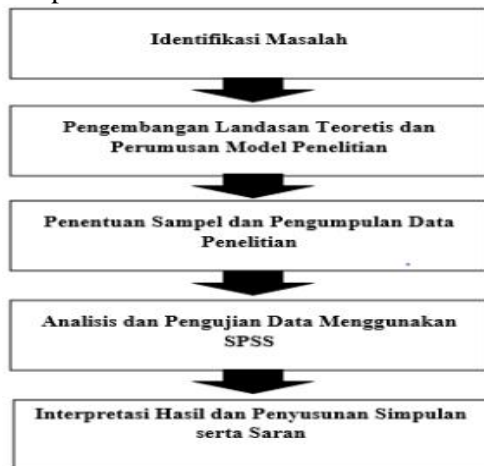 Identifikasi Masalah
Pengembangan Landasan Teoretis dan
Perumusan Model Penelitian
Penentuan Sampel dan Pengumpulan Data
Penelitian
Analisis dan Pengujian Data Menggunakan
SPSS
Interpretasi Hasil dan Penyusunan Simpulan
serta Saran